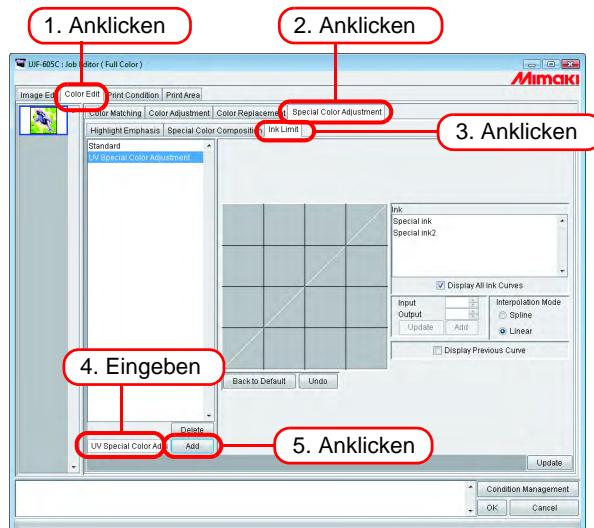 1. Anklicken
2. Anklicken
UJF-605C : Job Editor ( Full Color )
Mimaki
Color Edit
Print Condition
Print Area
Color Matching
Color Adjustment
Color Replacement
Special Color Adjustment
Highlight Emphasis
Special Color Composition
Ink Limit
3. Anklicken
Standard
UV Special Color Adjustment
Ink
Special ink
Special ink2
Display All Ink Curves
Input
Output
Update
Add
Interpolation Mode
Spline
Linear
Display Previous Curve
4. Eingeben
Back to Default
Undo
Delete
UV Special Color Adj
Add
5. Anklicken
Update
Condition Management
OK
Cancel